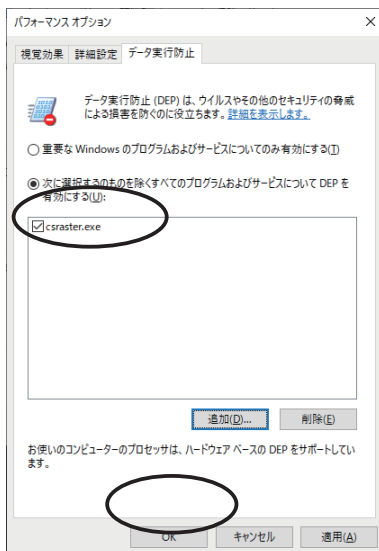 パフォーマンス オプション
視覚効果 詳細設定 データ実行防止
データ実行防止 (DEP) は、ウイルスやその他のセキュリティの脅威
による損害を防ぐのに役立ちます。詳細を表示します。
重要な Windows のプログラムおよびサービスについてのみ有効にする(T)
次に選択するものを除くすべてのプログラムおよびサービスについて DEP を
有効にする(U):
csraster.exe
追加(D)... 削除(E)
お使いのコンピューターのプロセッサは、ハードウェア ベースの DEP をサポートしてい
ます。
OK キャンセル 適用(A)